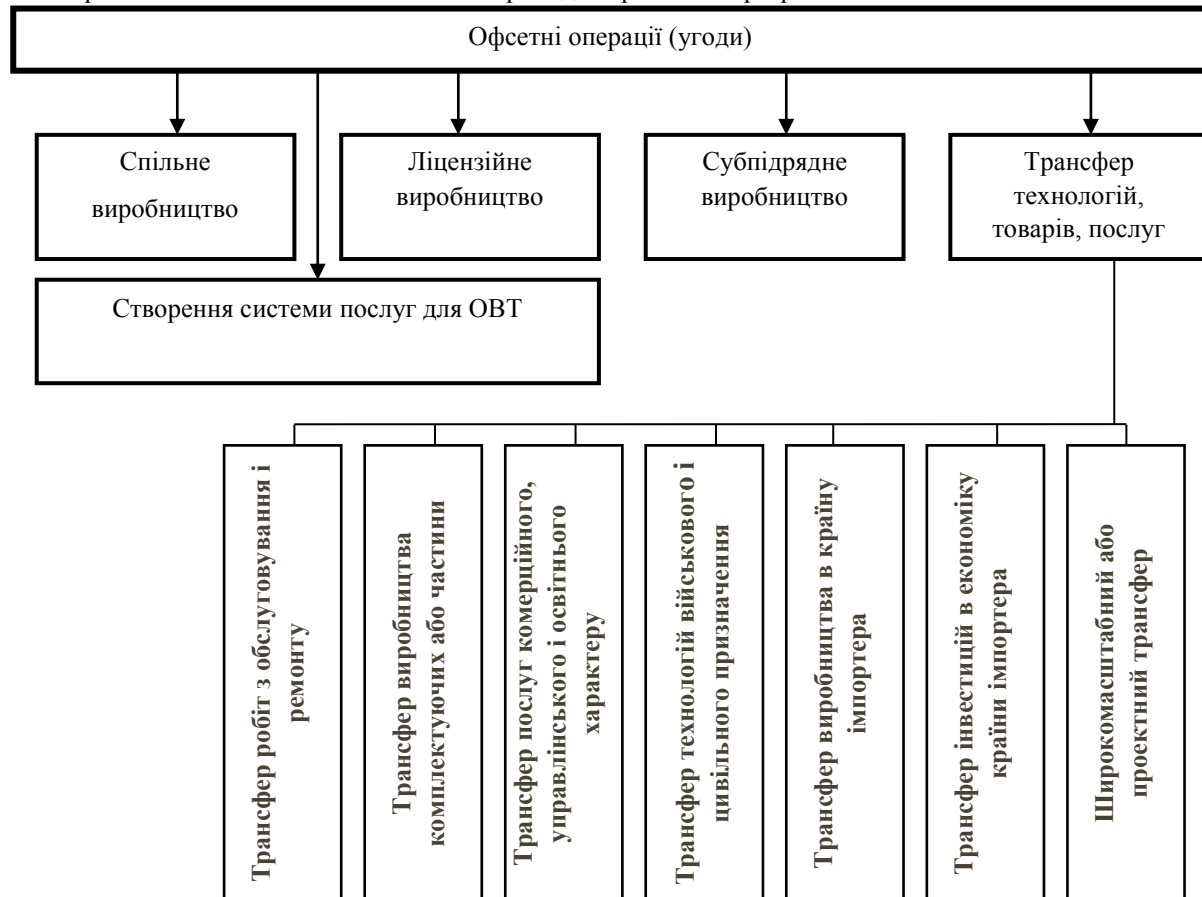 Офсетні операції (угоди)
Спільне
виробництво
Ліцензійне
виробництво
Субпідрядне
виробництво
Трансфер
технологій,
товарів, послуг
Створення системи послуг для ОВТ
Трансфер робіт з обслуговування і
ремонту
Трансфер виробництва
комплектуючих або частини
Трансфер послуг комерційного,
управлінського і освітнього
характеру
Трансфер технологій військового і
цивільного призначення
Трансфер виробництва в країну
імпортера
Трансфер інвестицій в економіку
країни імпортера
Широкомасштабний або
проектний трансфер